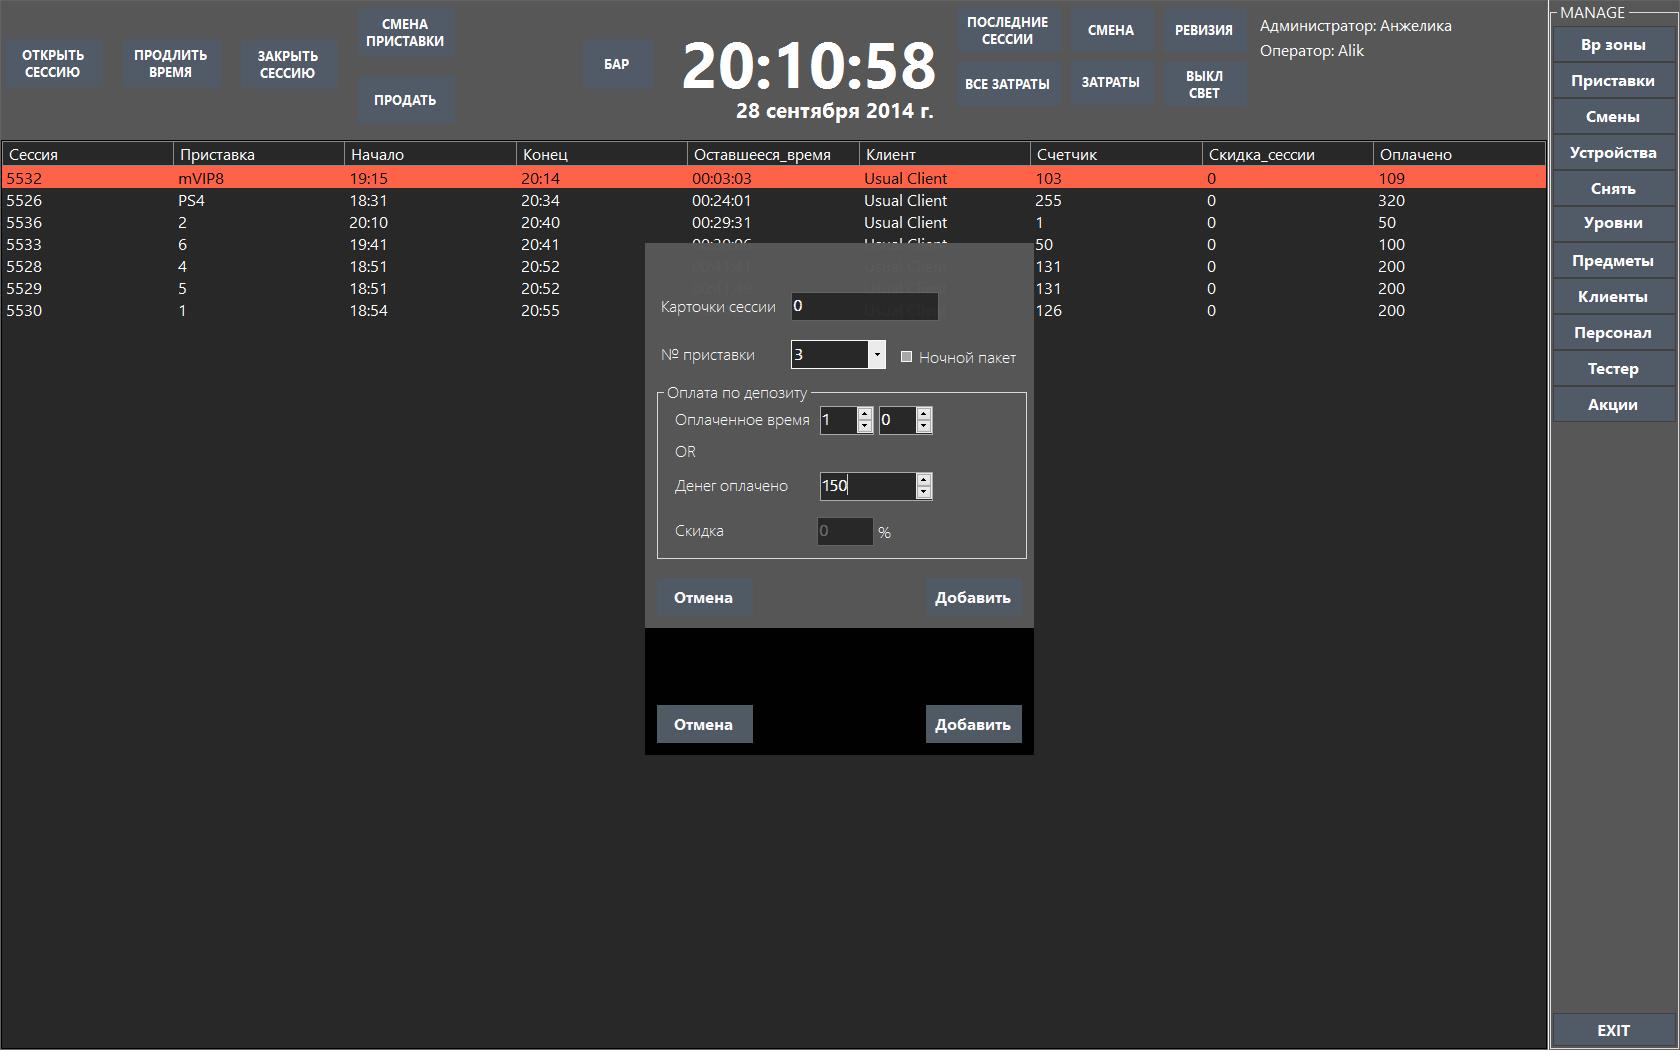 ОТКРЫТЬ
СЕССИЮ
ПРОДЛИТЬ
ВРЕМЯ
ЗАКРЫТЬ
СЕССИЮ
СМЕНА
ПРИСТАВКИ
ПРОДАТЬ
БАР
20:10:58
28 сентября 2014 г.
ПОСЛЕДНИЕ
СЕССИИ
СМЕНА
РЕВИЗИЯ
ВСЕ ЗАТРАТЫ
ЗАТРАТЫ
ВЫКЛ
СВЕТ
Администратор: Анжелика
Оператор: Alik
Сессия Приставка Начало Конец Оставшееся_время Клиент Счетчик Скидка_сессии Оплачено
5532 mVIP8 19:15 20:14 00:03:03 Usual Client 103 0 109
5526 PS4 18:31 20:34 00:24:01 Usual Client 255 0 320
5536 2 20:10 20:40 00:29:31 Usual Client 1 0 50
5533 6 19:41 20:41 Usual Client 50 0 100
5528 4 18:51 20:52 131 0 200
5529 5 18:51 20:52 131 0 200
5530 1 18:54 20:55 126 0 200
Карточки сессии 0
№ приставки 3 Ночной пакет
Оплата по депозиту
Оплаченное время 1 0
OR
Денег оплачено 150
Скидка 0 %
Отмена Добавить
Отмена Добавить
MANAGE
Вр зоны
Приставки
Смены
Устройства
Снять
Уровни
Предметы
Клиенты
Персонал
Тестер
Акции
EXIT